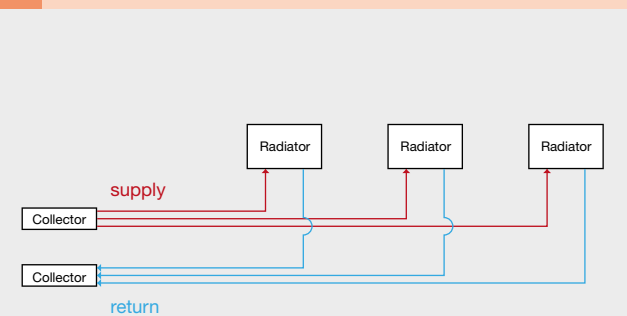 Radiator
Radiator
Radiator
supply
Collector
Collector
return